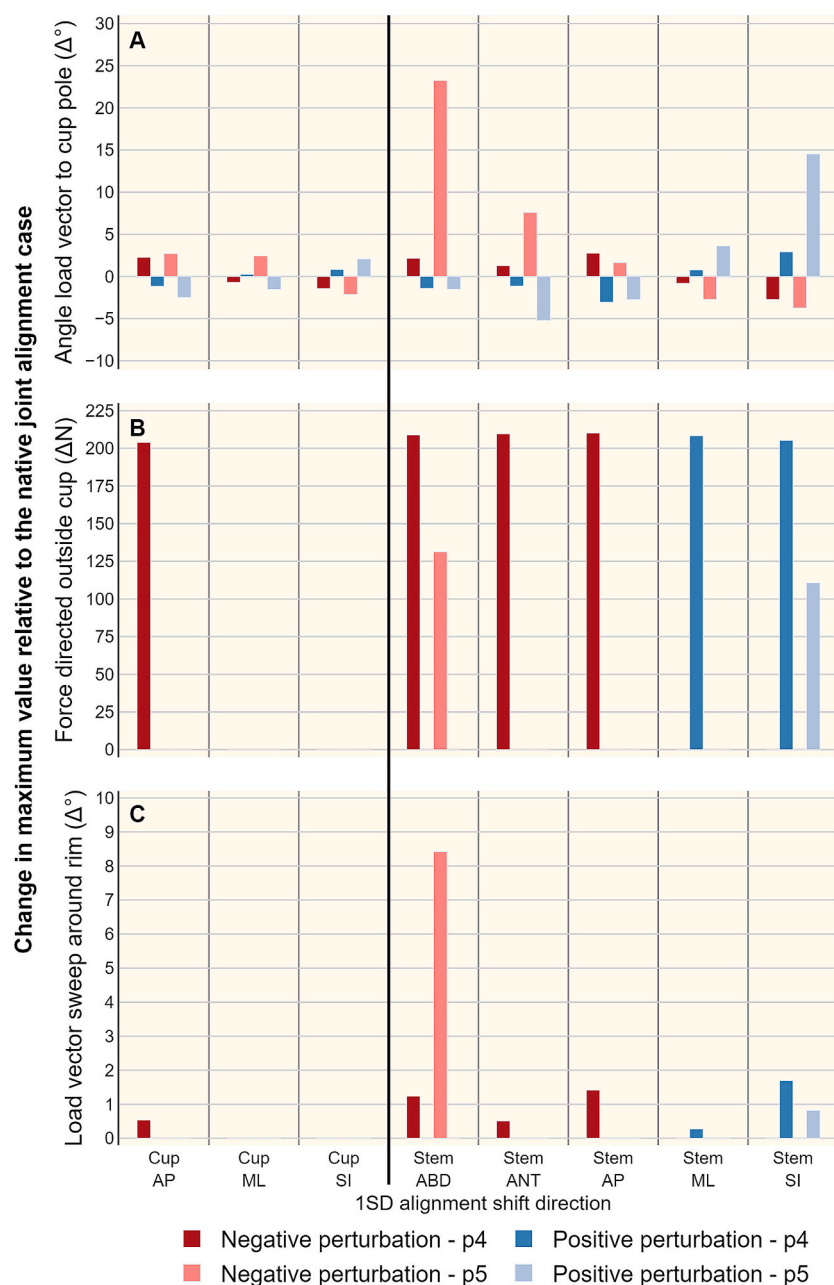 Change in maximum value relative to the native joint alignment case
A
Angle load vector to cup pole (Δ°)
30
25
20
15
10
5
0
−5
−10
B
Force directed outside cup (ΔN)
225
200
175
150
125
100
75
50
25
0
C
Load vector sweep around rim (Δ°)
10
9
8
7
6
5
4
3
2
1
0
Cup AP
Cup ML
Cup SI
Stem ABD
Stem ANT
Stem AP
Stem ML
Stem SI
1SD alignment shift direction
Negative perturbation - p4
Positive perturbation - p4
Negative perturbation - p5
Positive perturbation - p5